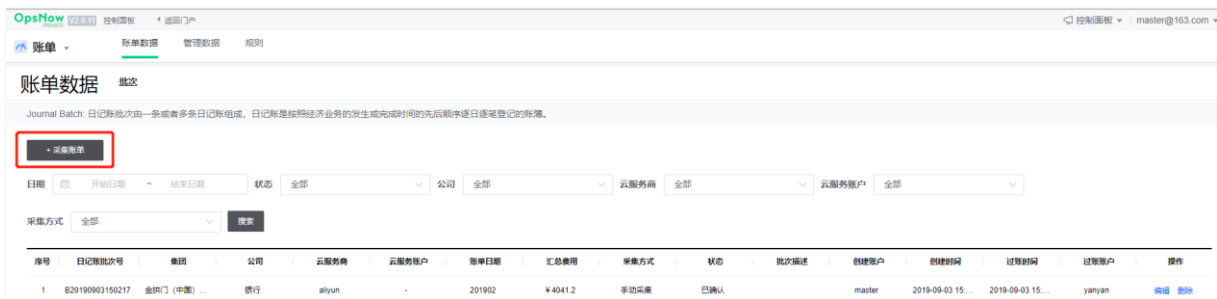 OpsNow PRIVATE V2.0.11 控制面板 返回门户 控制面板 master@163.com
账单 账单数据 管理数据 规则
账单数据 批次
Journal Batch: 日记账批次由一条或者多条日记账组成，日记账是按照经济业务的发生或完成时间的先后顺序逐日逐笔登记的账簿。
+ 采集账单
日期 开始日期 ~ 结束日期 状态 全部 公司 全部 云服务商 全部 云服务账户 全部
采集方式 全部 搜索
序号 日记账批次号 集团 公司 云服务商 云服务账户 账单日期 汇总费用 采集方式 状态 批次描述 创建账户 创建时间 过账时间 过账账户 操作
1 B20190903150217 金拱门（中国）... 银行 aliyun - 201902 ¥4041.2 手动采集 已确认 master 2019-09-03 15:... 2019-09-03 15:... yanyan 编辑 删除